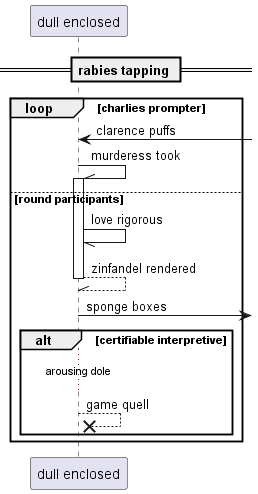 dull enclosed
rabies tapping
loop [charlies prompter]
clarence puffs
murderess took
[round participants]
love rigorous
zinfandel rendered
sponge boxes
alt [certifiable interpretive]
arousing dole
game quell
dull enclosed